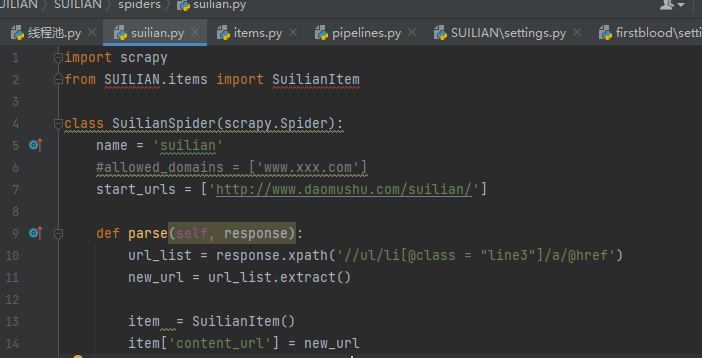 SUILIAN > SUILIAN > spiders > suilian.py
线程池.py × suilian.py × items.py × pipelines.py × SUILIAN\settings.py × firstblood\setti
1 import scrapy
2 from SUILIAN.items import SuilianItem
3
4 class SuilianSpider(scrapy.Spider):
5 name = 'suilian'
6 #allowed_domains = ['www.xxx.com']
7 start_urls = ['http://www.daomushu.com/suilian/']
8
9 def parse(self, response):
10 url_list = response.xpath('//ul/li[@class = "line3"]/a/@href')
11 new_url = url_list.extract()
12
13 item = SuilianItem()
14 item['content_url'] = new_url